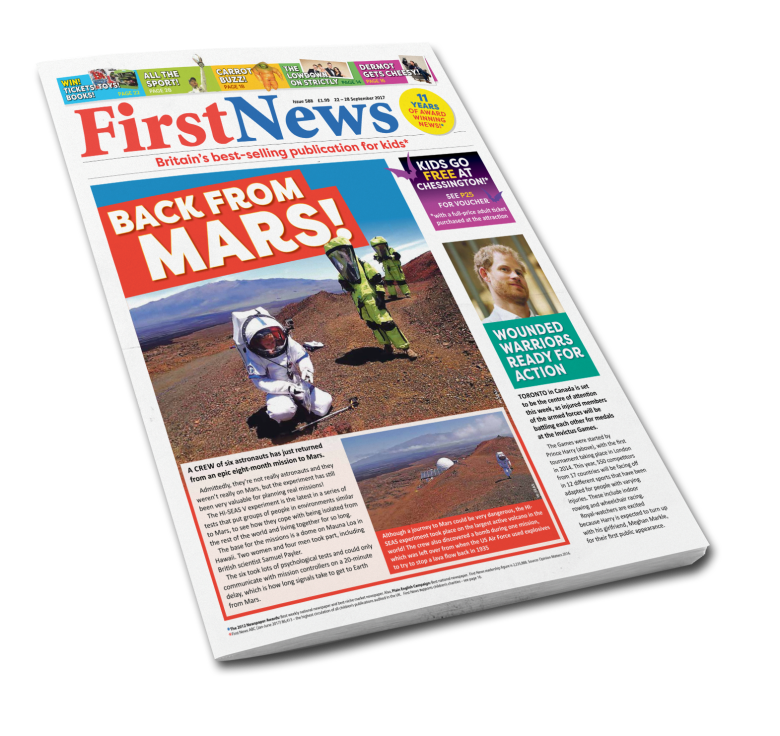 WIN!
TICKETS! TOYS!
BOOKS!
PAGE 23
ALL THE
SPORT!
CARROT
BUZZ!
PAGE 18
THE
LOWDOWN
ON STRICTLY
DERMOT
GETS CHEESY!
Issue 588 £1.99 22 – 28 September 2017
FirstNews
11
YEARS
OF AWARD
WINNING
NEWS!*
Britain's best-selling publication for kids*
BACK FROM
MARS!
KIDS GO
FREE AT
CHESSINGTON!*
SEE P25
FOR VOUCHER
*with a full-price adult ticket
purchased at the attraction
WOUNDED
WARRIORS
READY FOR
ACTION
TORONTO in Canada is set
to be the centre of attention
this week, as injured members
of the armed forces will be
battling each other for medals
at the Invictus Games.
The Games were started by
Prince Harry (above), with the first
tournament taking place in London
in 2014. This year, 550 competitors
from 17 countries will be facing off
in 12 different sports that have been
adapted for people with varying
injuries. These include indoor
rowing and wheelchair racing.
Royal-watchers are excited
because Harry is expected to turn up
with his girlfriend, Meghan Markle,
for their first public appearance.
A CREW of six astronauts has just returned
from an epic eight-month mission to Mars.
Admittedly, they're not really astronauts and they
weren't really on Mars, but the experiment has still
been very valuable for planning real missions!
The HI-SEAS V experiment is the latest in a series of
tests that put groups of people in environments similar
to Mars, to see how they cope with being isolated from
the rest of the world and living together for so long.
The base for the missions is a dome on Mauna Loa in
Hawaii. Two women and four men took part, including
British scientist Samuel Payler.
The six took lots of psychological tests and could only
communicate with mission controllers on a 20-minute
delay, which is how long signals take to get to Earth
from Mars.
Although a journey to Mars could be very dangerous, the HI-
SEAS experiment took place on the largest active volcano in the
world! The crew also discovered a bomb during one mission,
which was left over from when the US Air Force used explosives
to try to stop a lava flow back in 1935